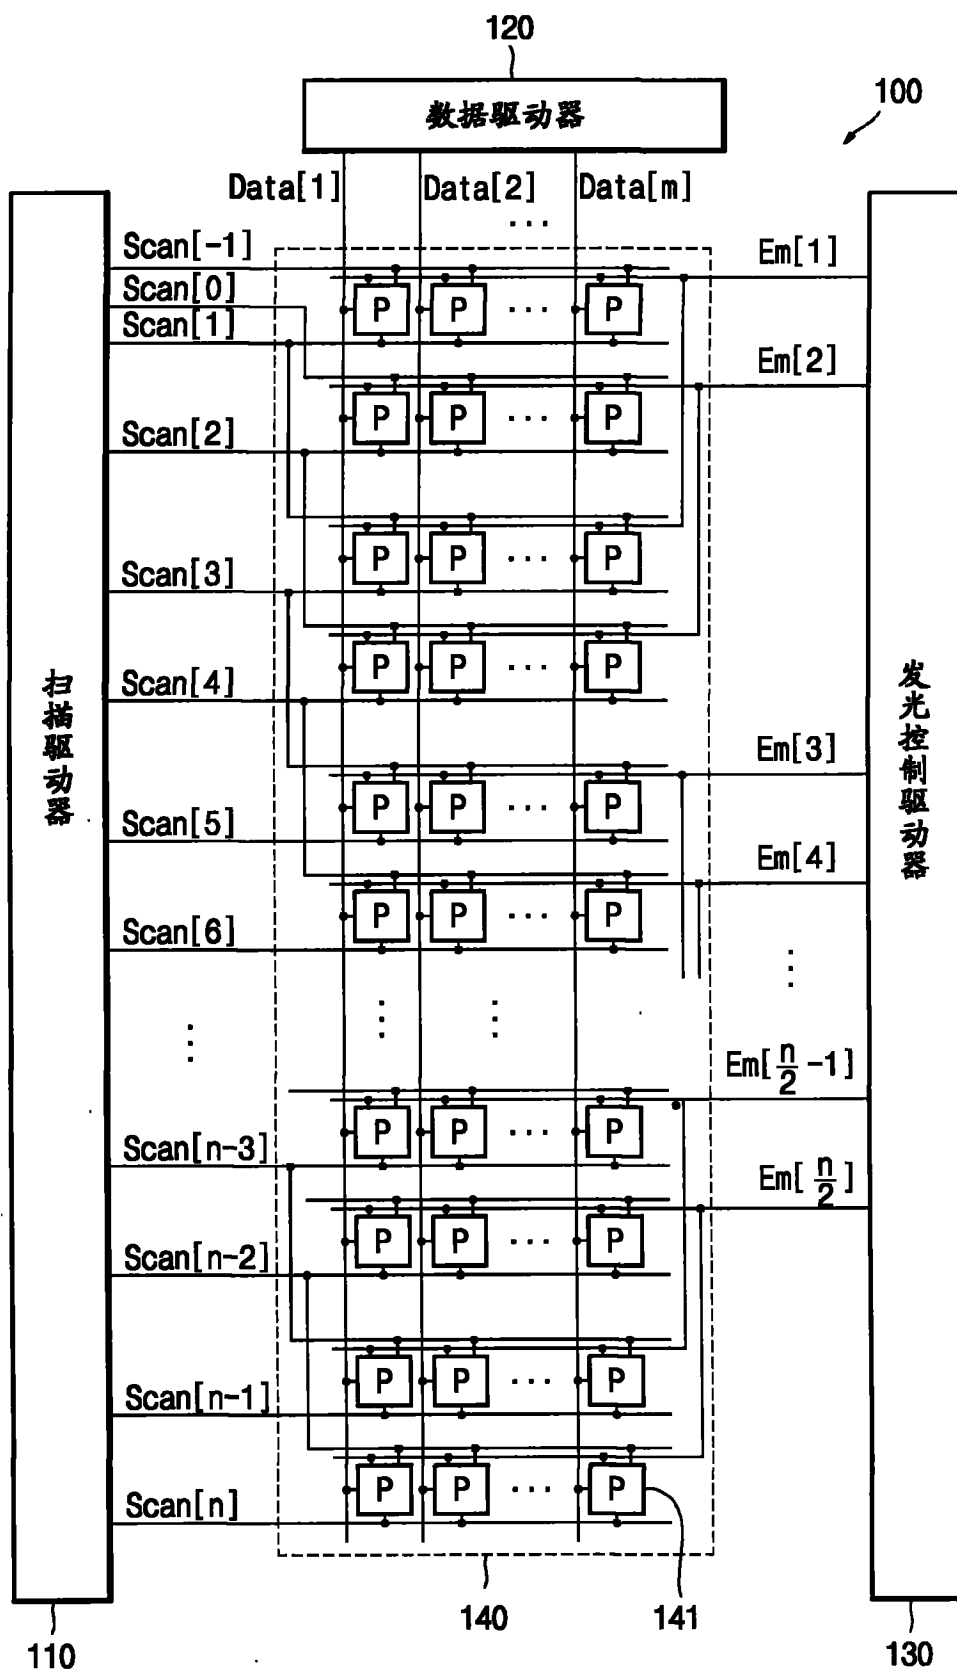 120
100
数据驱动器
Data[1]
Data[2]
Data[m]
...
Scan[-1]
Em[1]
Scan[0]
P P ... P
Scan[1]
Em[2]
P P ... P
Scan[2]
P P ... P
Scan[3]
P P ... P
Scan[4]
扫描驱动器
发光控制驱动器
Em[3]
P P ... P
Scan[5]
Em[4]
P P ... P
Scan[6]
Em[n/2-1]
P P ... P
Scan[n-3]
Em[n/2]
P P ... P
Scan[n-2]
P P ... P
Scan[n-1]
P P ... P
Scan[n]
140
141
110
130